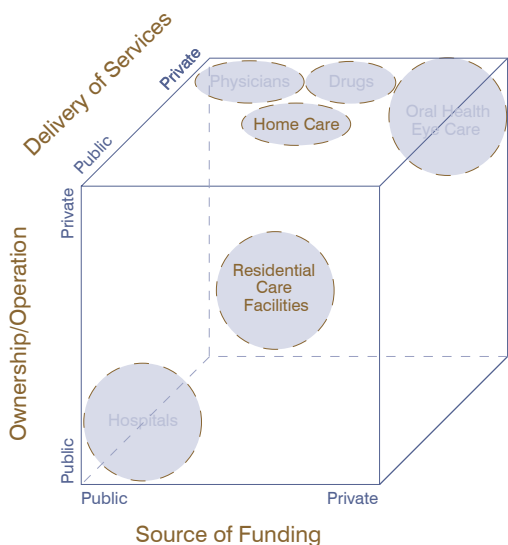 Delivery of Services
Private
Public
Physicians
Drugs
Home Care
Oral Health
Eye Care
Ownership/Operation
Private
Public
Residential
Care
Facilities
Hospitals
Public
Private
Source of Funding